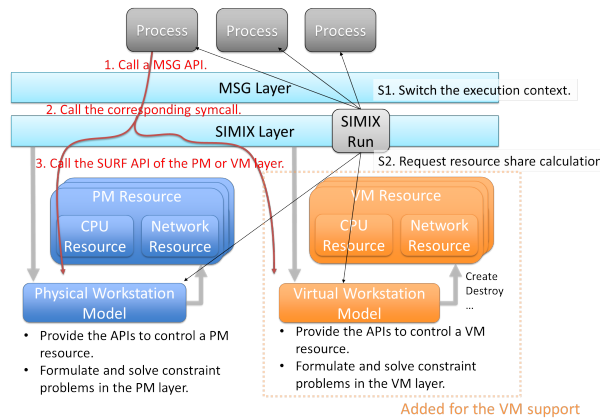 Process
Process
Process
1. Call a MSG API.
MSG Layer
S1. Switch the execution context.
2. Call the corresponding symcall.
SIMIX Layer
SIMIX
Run
3. Call the SURF API of the PM or VM layer.
S2. Request resource share calculation
PM Resource
CPU
Resource
Network
Resource
VM Resource
CPU
Resource
Network
Resource
Physical Workstation
Model
Virtual Workstation
Model
Create
Destroy
...
• Provide the APIs to control a PM
resource.
• Formulate and solve constraint
problems in the PM layer.
• Provide the APIs to control a VM
resource.
• Formulate and solve constraint
problems in the VM layer.
Added for the VM support